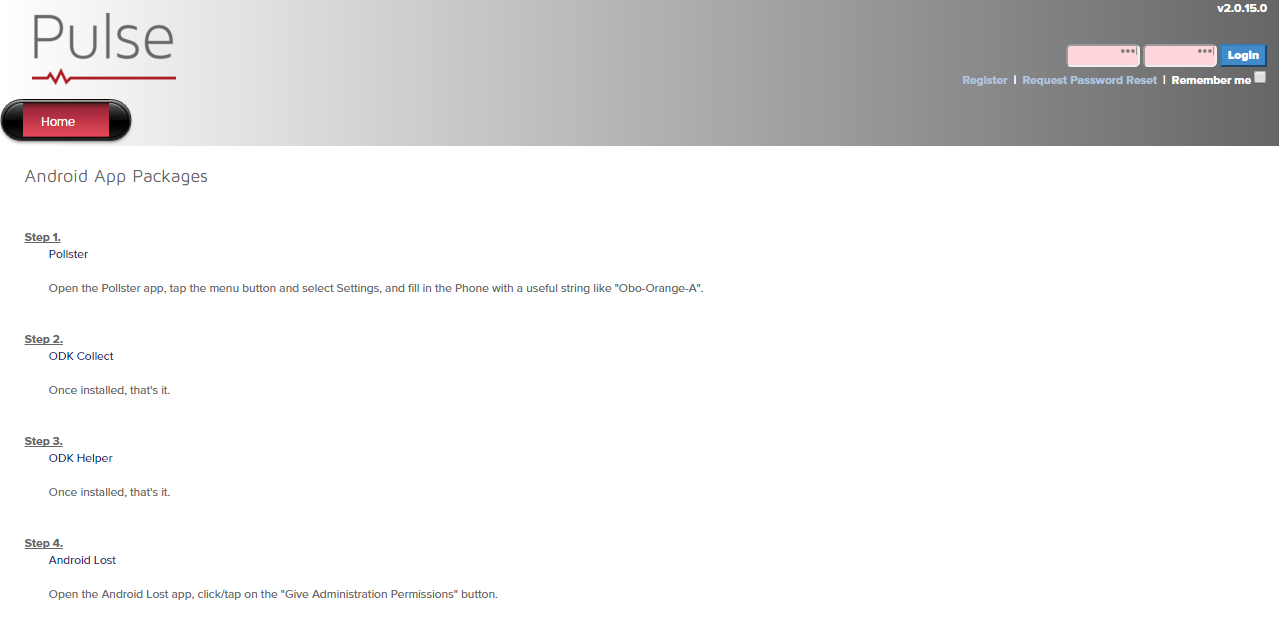 Pulse
v2.0.15.0
Login
Register | Request Password Reset | Remember me
Home
Android App Packages
Step 1.
Pollster
Open the Pollster app, tap the menu button and select Settings, and fill in the Phone with a useful string like "Obo-Orange-A".
Step 2.
ODK Collect
Once installed, that's it.
Step 3.
ODK Helper
Once installed, that's it.
Step 4.
Android Lost
Open the Android Lost app, click/tap on the "Give Administration Permissions" button.